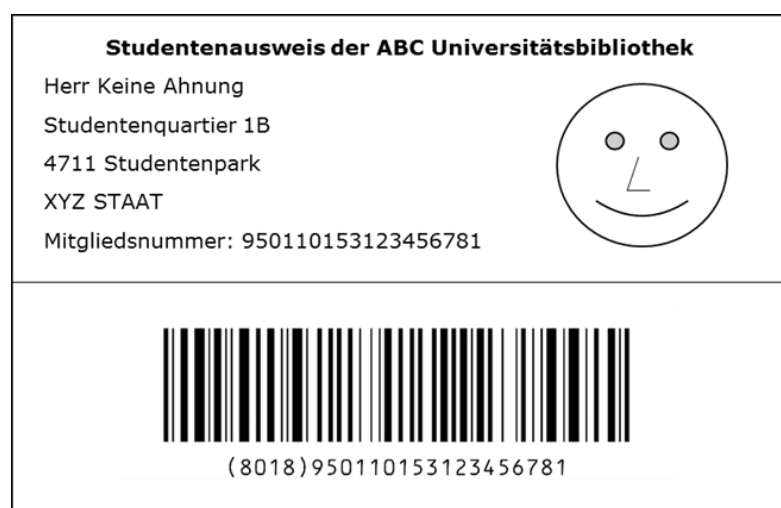 Studentenausweis der ABC Universitätsbibliothek
Herr Keine Ahnung
Studentenquartier 1B
4711 Studentenpark
XYZ STAAT
Mitgliedsnummer: 950110153123456781
(8018)950110153123456781